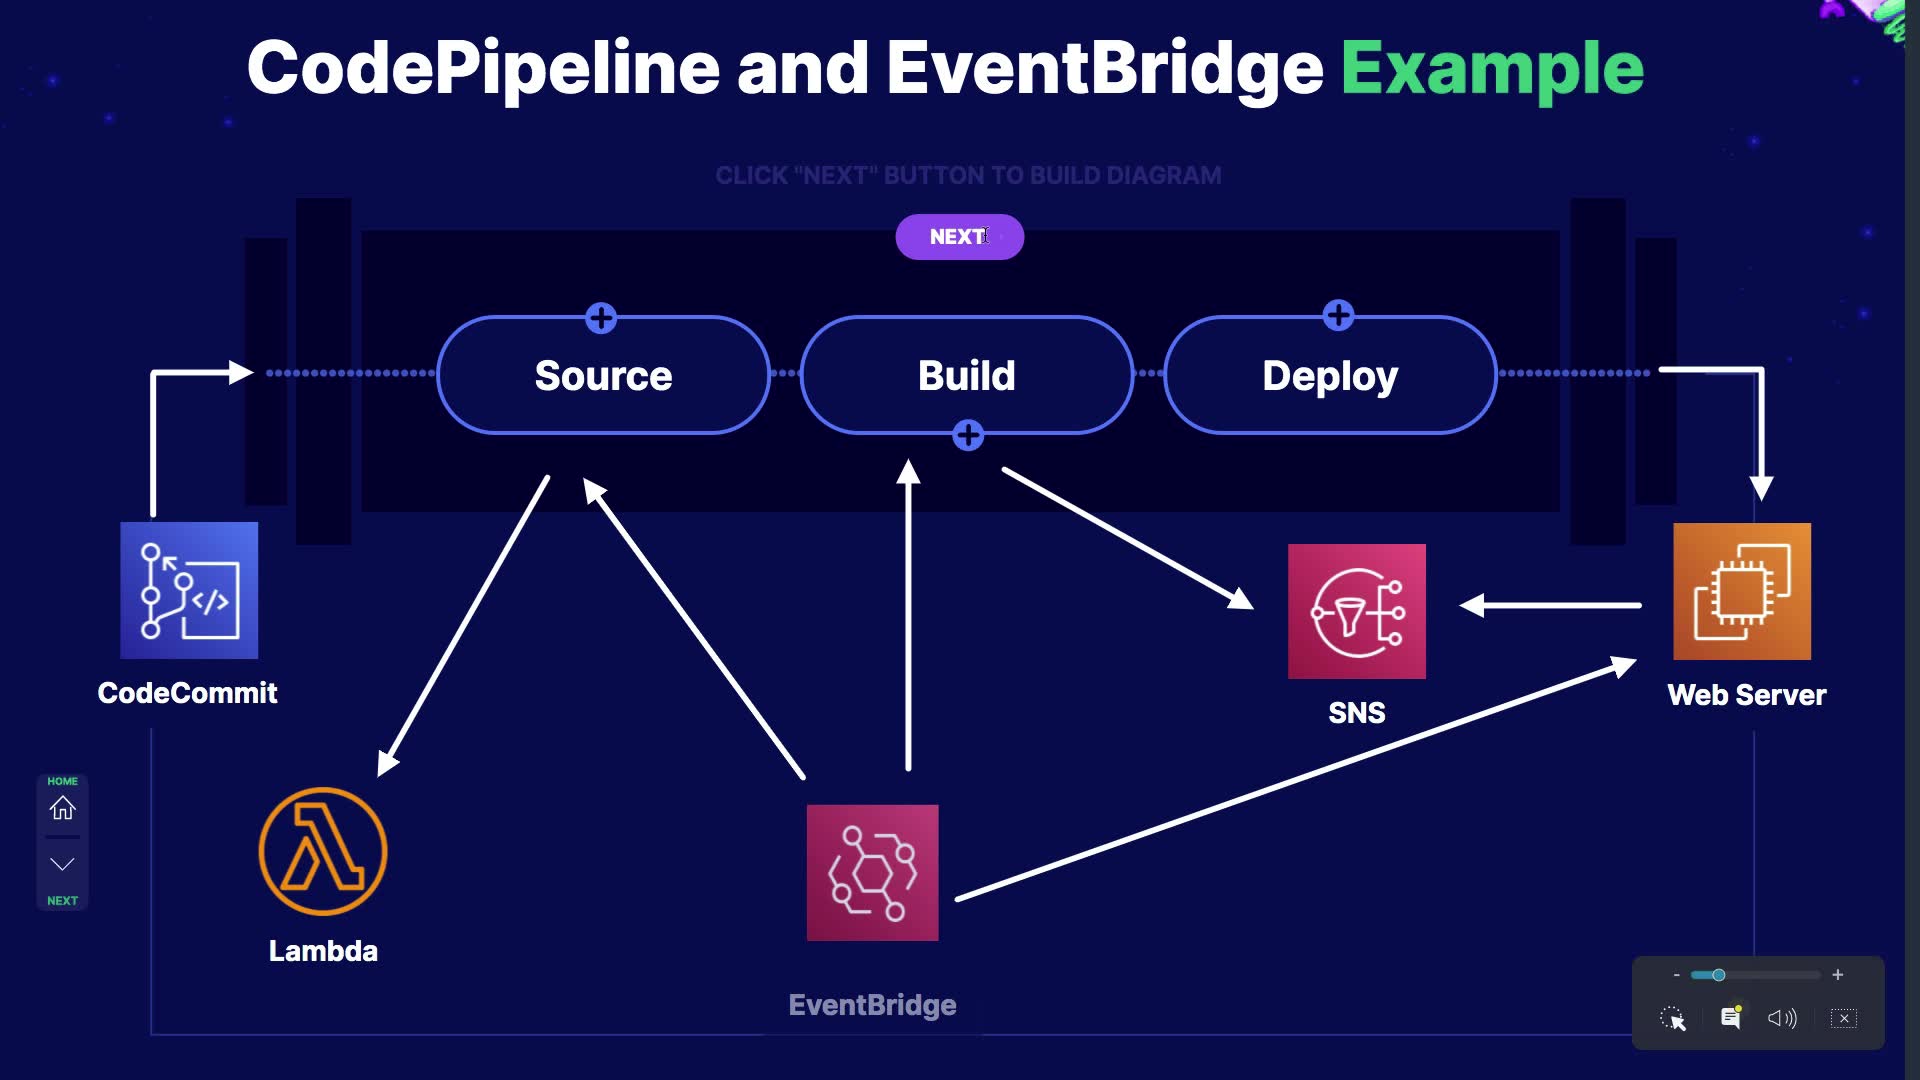 CodePipeline and EventBridge Example
CLICK "NEXT" BUTTON TO BUILD DIAGRAM
NEXT
Source
Build
Deploy
</>
CodeCommit
SNS
Web Server
HOME
NEXT
Lambda
EventBridge